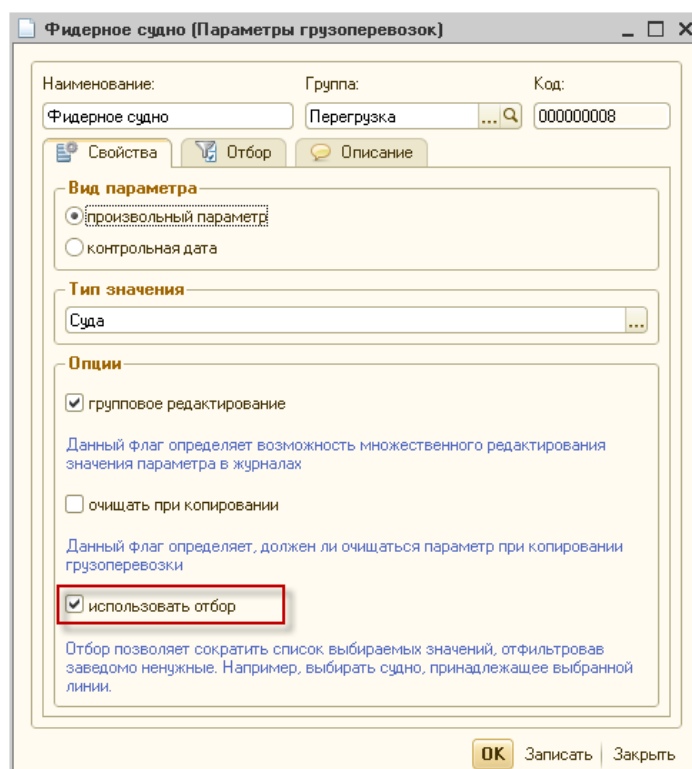 Фидерное судно (Параметры грузоперевозок)
Наименование: Группа: Код:
Фидерное судно Перегрузка ... 000000008
Свойства Отбор Описание
Вид параметра
произвольный параметр
контрольная дата
Тип значения
Суда ...
Опции
групповое редактирование
Данный флаг определяет возможность множественного редактирования
значения параметра в журналах
очищать при копировании
Данный флаг определяет, должен ли очищаться параметр при копировании
грузоперевозки
использовать отбор
Отбор позволяет сократить список выбираемых значений, отфильтровав
заведомо ненужные. Например, выбирать судно, принадлежащее выбранной
линии.
OK Записать Закрыть